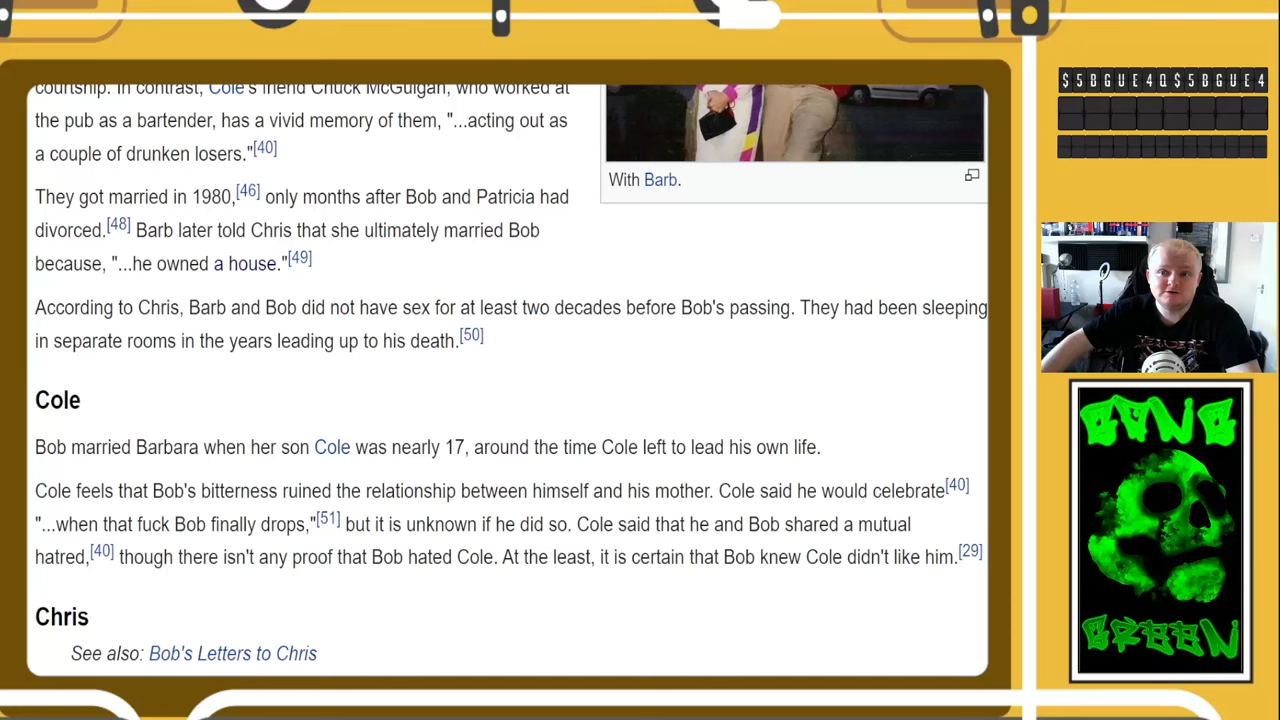 courtship. In contrast, Cole's friend Chuck McGuigan, who worked at
the pub as a bartender, has a vivid memory of them, "...acting out as
a couple of drunken losers."[40]
They got married in 1980,[46] only months after Bob and Patricia had
divorced.[48] Barb later told Chris that she ultimately married Bob
because, "...he owned a house."[49]
With Barb.
According to Chris, Barb and Bob did not have sex for at least two decades before Bob's passing. They had been sleeping
in separate rooms in the years leading up to his death.[50]
Cole
Bob married Barbara when her son Cole was nearly 17, around the time Cole left to lead his own life.
Cole feels that Bob's bitterness ruined the relationship between himself and his mother. Cole said he would celebrate[40]
"...when that fuck Bob finally drops,"[51] but it is unknown if he did so. Cole said that he and Bob shared a mutual
hatred,[40] though there isn't any proof that Bob hated Cole. At the least, it is certain that Bob knew Cole didn't like him.[29]
Chris
See also: Bob's Letters to Chris
$5BGUE4Q$5BGUE4
GREEN